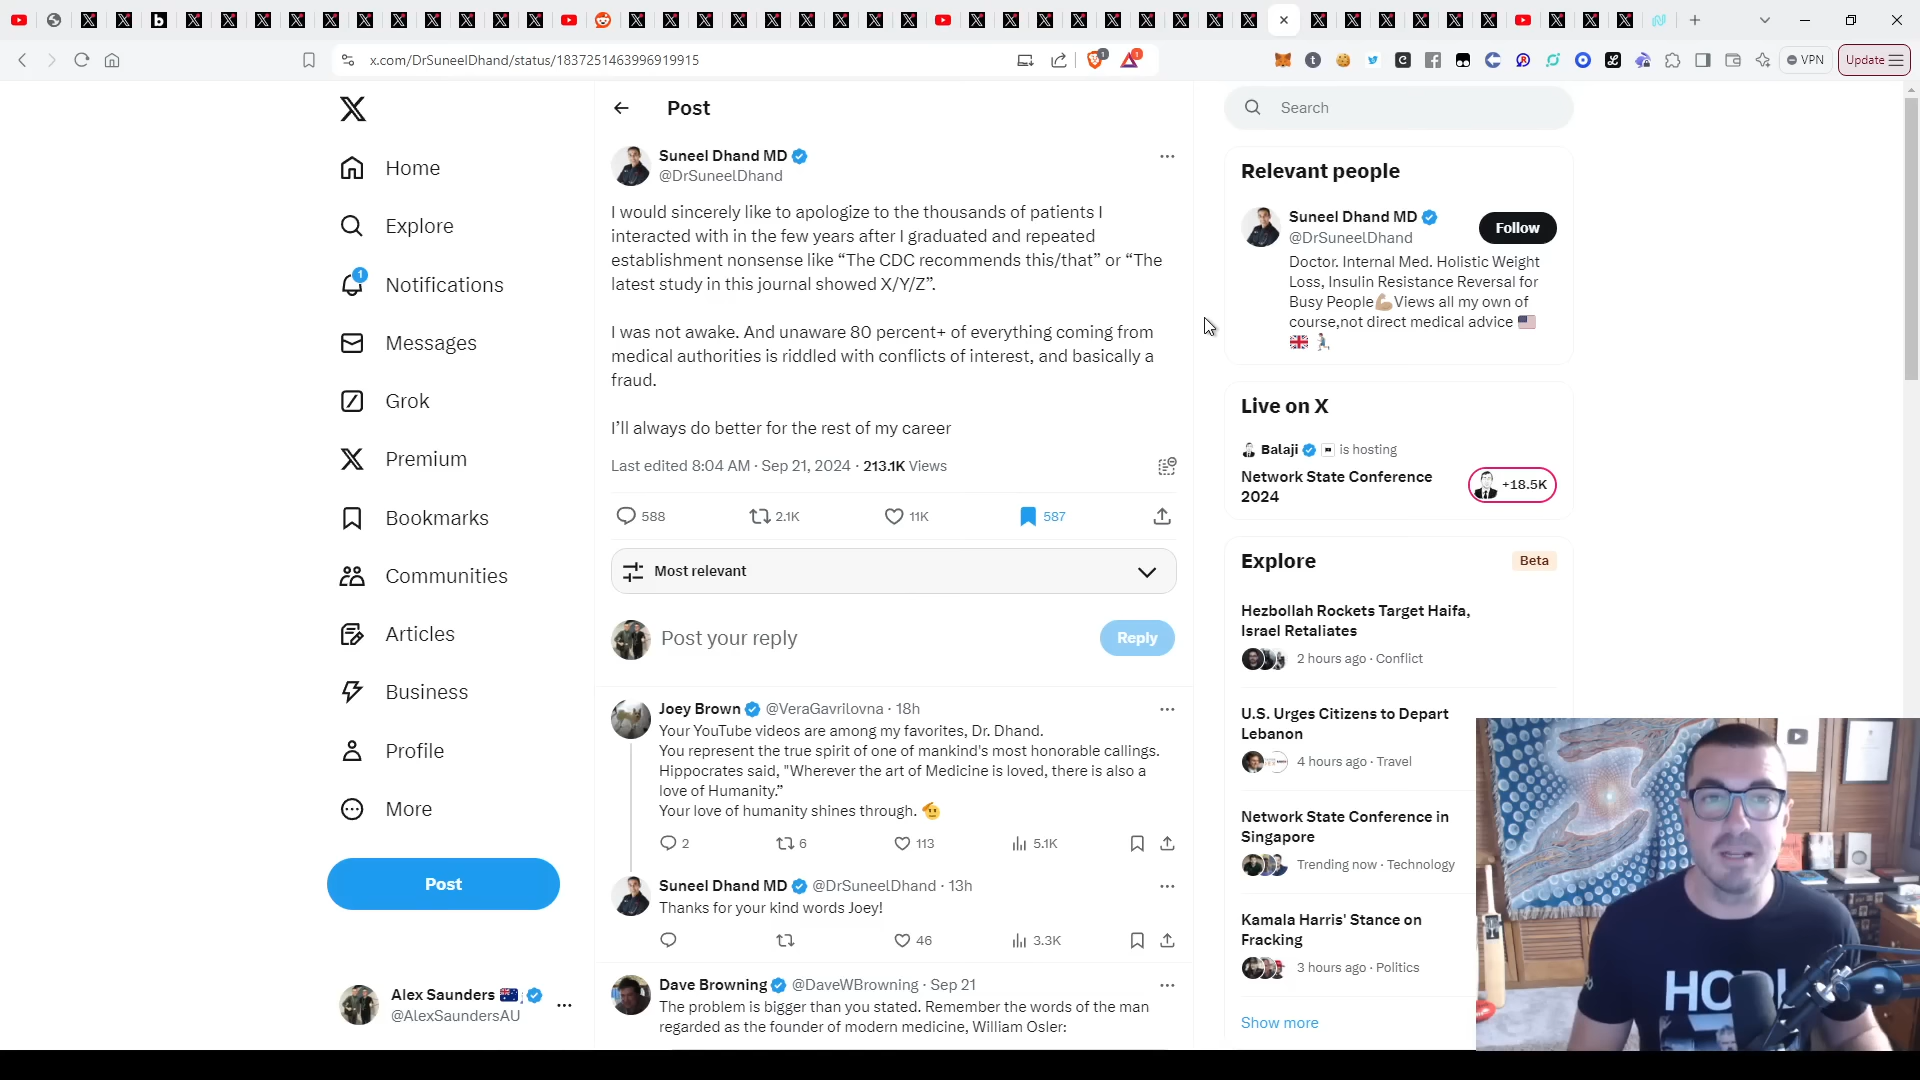 x.com/DrSuneelDhand/status/1837251463996919915
1
1
VPN
Update
Home
Explore
1
Notifications
Messages
Grok
Premium
Bookmarks
Communities
Articles
Business
Profile
More
Post
Alex Saunders
@AlexSaundersAU
Post
Suneel Dhand MD
@DrSuneelDhand
I would sincerely like to apologize to the thousands of patients I
interacted with in the few years after I graduated and repeated
establishment nonsense like “The CDC recommends this/that” or “The
latest study in this journal showed X/Y/Z”.
I was not awake. And unaware 80 percent+ of everything coming from
medical authorities is riddled with conflicts of interest, and basically a
fraud.
I’ll always do better for the rest of my career
Last edited 8:04 AM · Sep 21, 2024 · 213.1K Views
588 2.1K 11K 587
Most relevant
Post your reply
Reply
Joey Brown @VeraGavrilovna · 18h
Your YouTube videos are among my favorites, Dr. Dhand.
You represent the true spirit of one of mankind's most honorable callings.
Hippocrates said, "Wherever the art of Medicine is loved, there is also a
love of Humanity.”
Your love of humanity shines through.
2 6 113 5.1K
Suneel Dhand MD @DrSuneelDhand · 13h
Thanks for your kind words Joey!
46 3.3K
Dave Browning @DaveWBrowning · Sep 21
The problem is bigger than you stated. Remember the words of the man
regarded as the founder of modern medicine, William Osler:
Search
Relevant people
Suneel Dhand MD
@DrSuneelDhand
Follow
Doctor. Internal Med. Holistic Weight
Loss, Insulin Resistance Reversal for
Busy People Views all my own of
course,not direct medical advice
Live on X
Balaji is hosting
Network State Conference
2024
+18.5K
Explore
Beta
Hezbollah Rockets Target Haifa,
Israel Retaliates
2 hours ago · Conflict
U.S. Urges Citizens to Depart
Lebanon
4 hours ago · Travel
Network State Conference in
Singapore
Trending now · Technology
Kamala Harris' Stance on
Fracking
3 hours ago · Politics
Show more
HODL